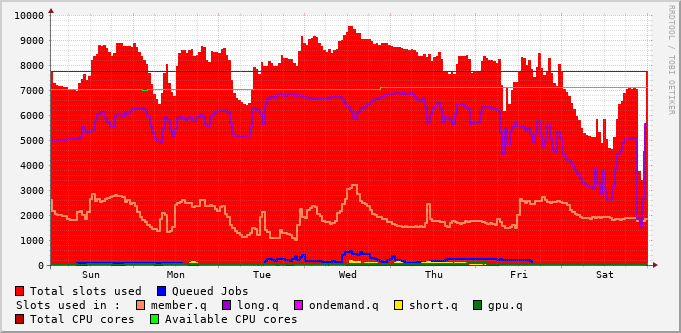 10000
9000
8000
7000
6000
5000
4000
3000
2000
1000
0
Sun Mon Tue Wed Thu Fri Sat
RRDTOOL / TOBI OETIKER
Total slots used Queued Jobs
Slots used in : member.q long.q ondemand.q short.q gpu.q
Total CPU cores Available CPU cores